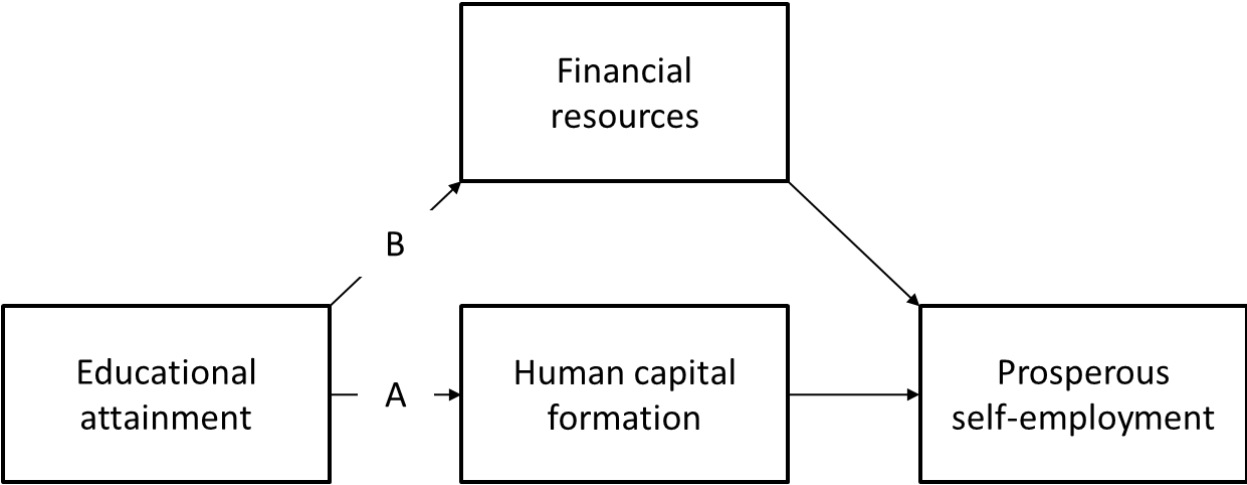 Financial
resources
B
Educational
attainment
A
Human capital
formation
Prosperous
self-employment